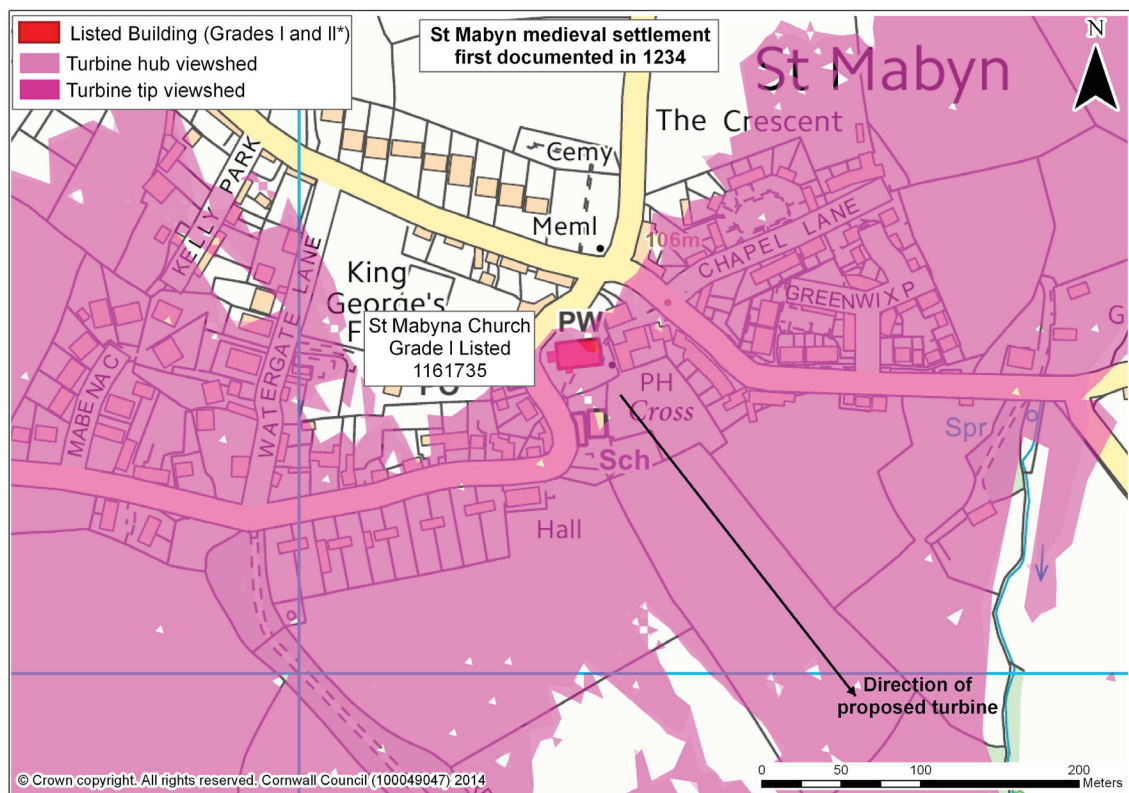 Listed Building (Grades I and II*)
Turbine hub viewshed
Turbine tip viewshed
St Mabyn medieval settlement
first documented in 1234
N
St Mabyn
The Crescent
Cemy
KELLY PARK
Meml
106m
CHAPEL LANE
WATERGATE LANE
King
George's
F
GREENWIX P
G
St Mabyna Church
Grade I Listed
1161735
PW
MABENAC
PH
Cross
Spr
Sch
Hall
Direction of
proposed turbine
© Crown copyright. All rights reserved. Cornwall Council (100049047) 2014
0 50 100 200
Meters